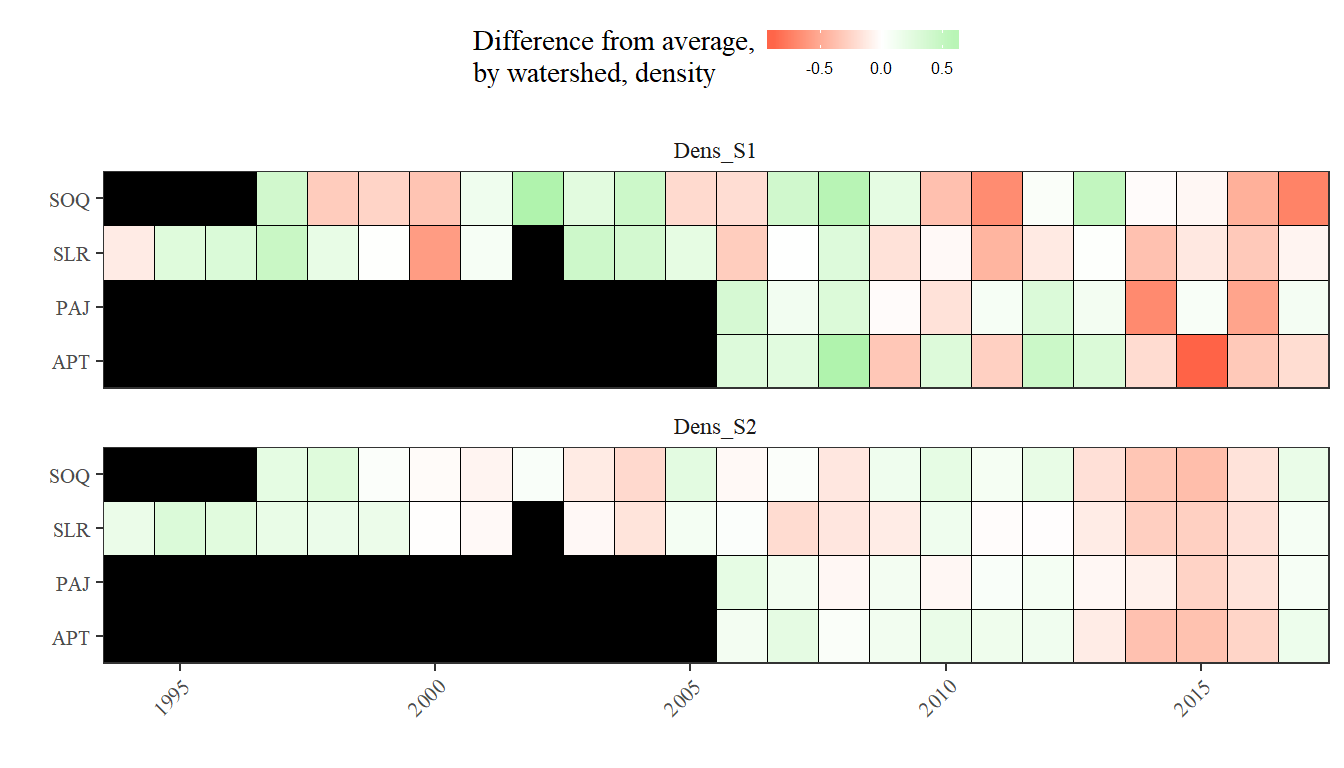 Difference from average,
by watershed, density
-0.5 0.0 0.5
Dens_S1
SOQ
SLR
PAJ
APT
Dens_S2
SOQ
SLR
PAJ
APT
1995 2000 2005 2010 2015